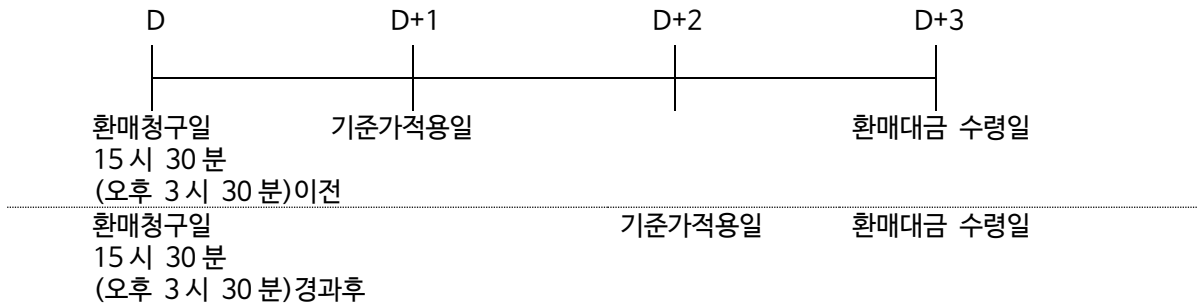 D D+1 D+2 D+3
환매청구일 기준가적용일 환매대금 수령일
15 시 30 분
(오후 3 시 30 분)이전
환매청구일 기준가적용일 환매대금 수령일
15 시 30 분
(오후 3 시 30 분)경과후